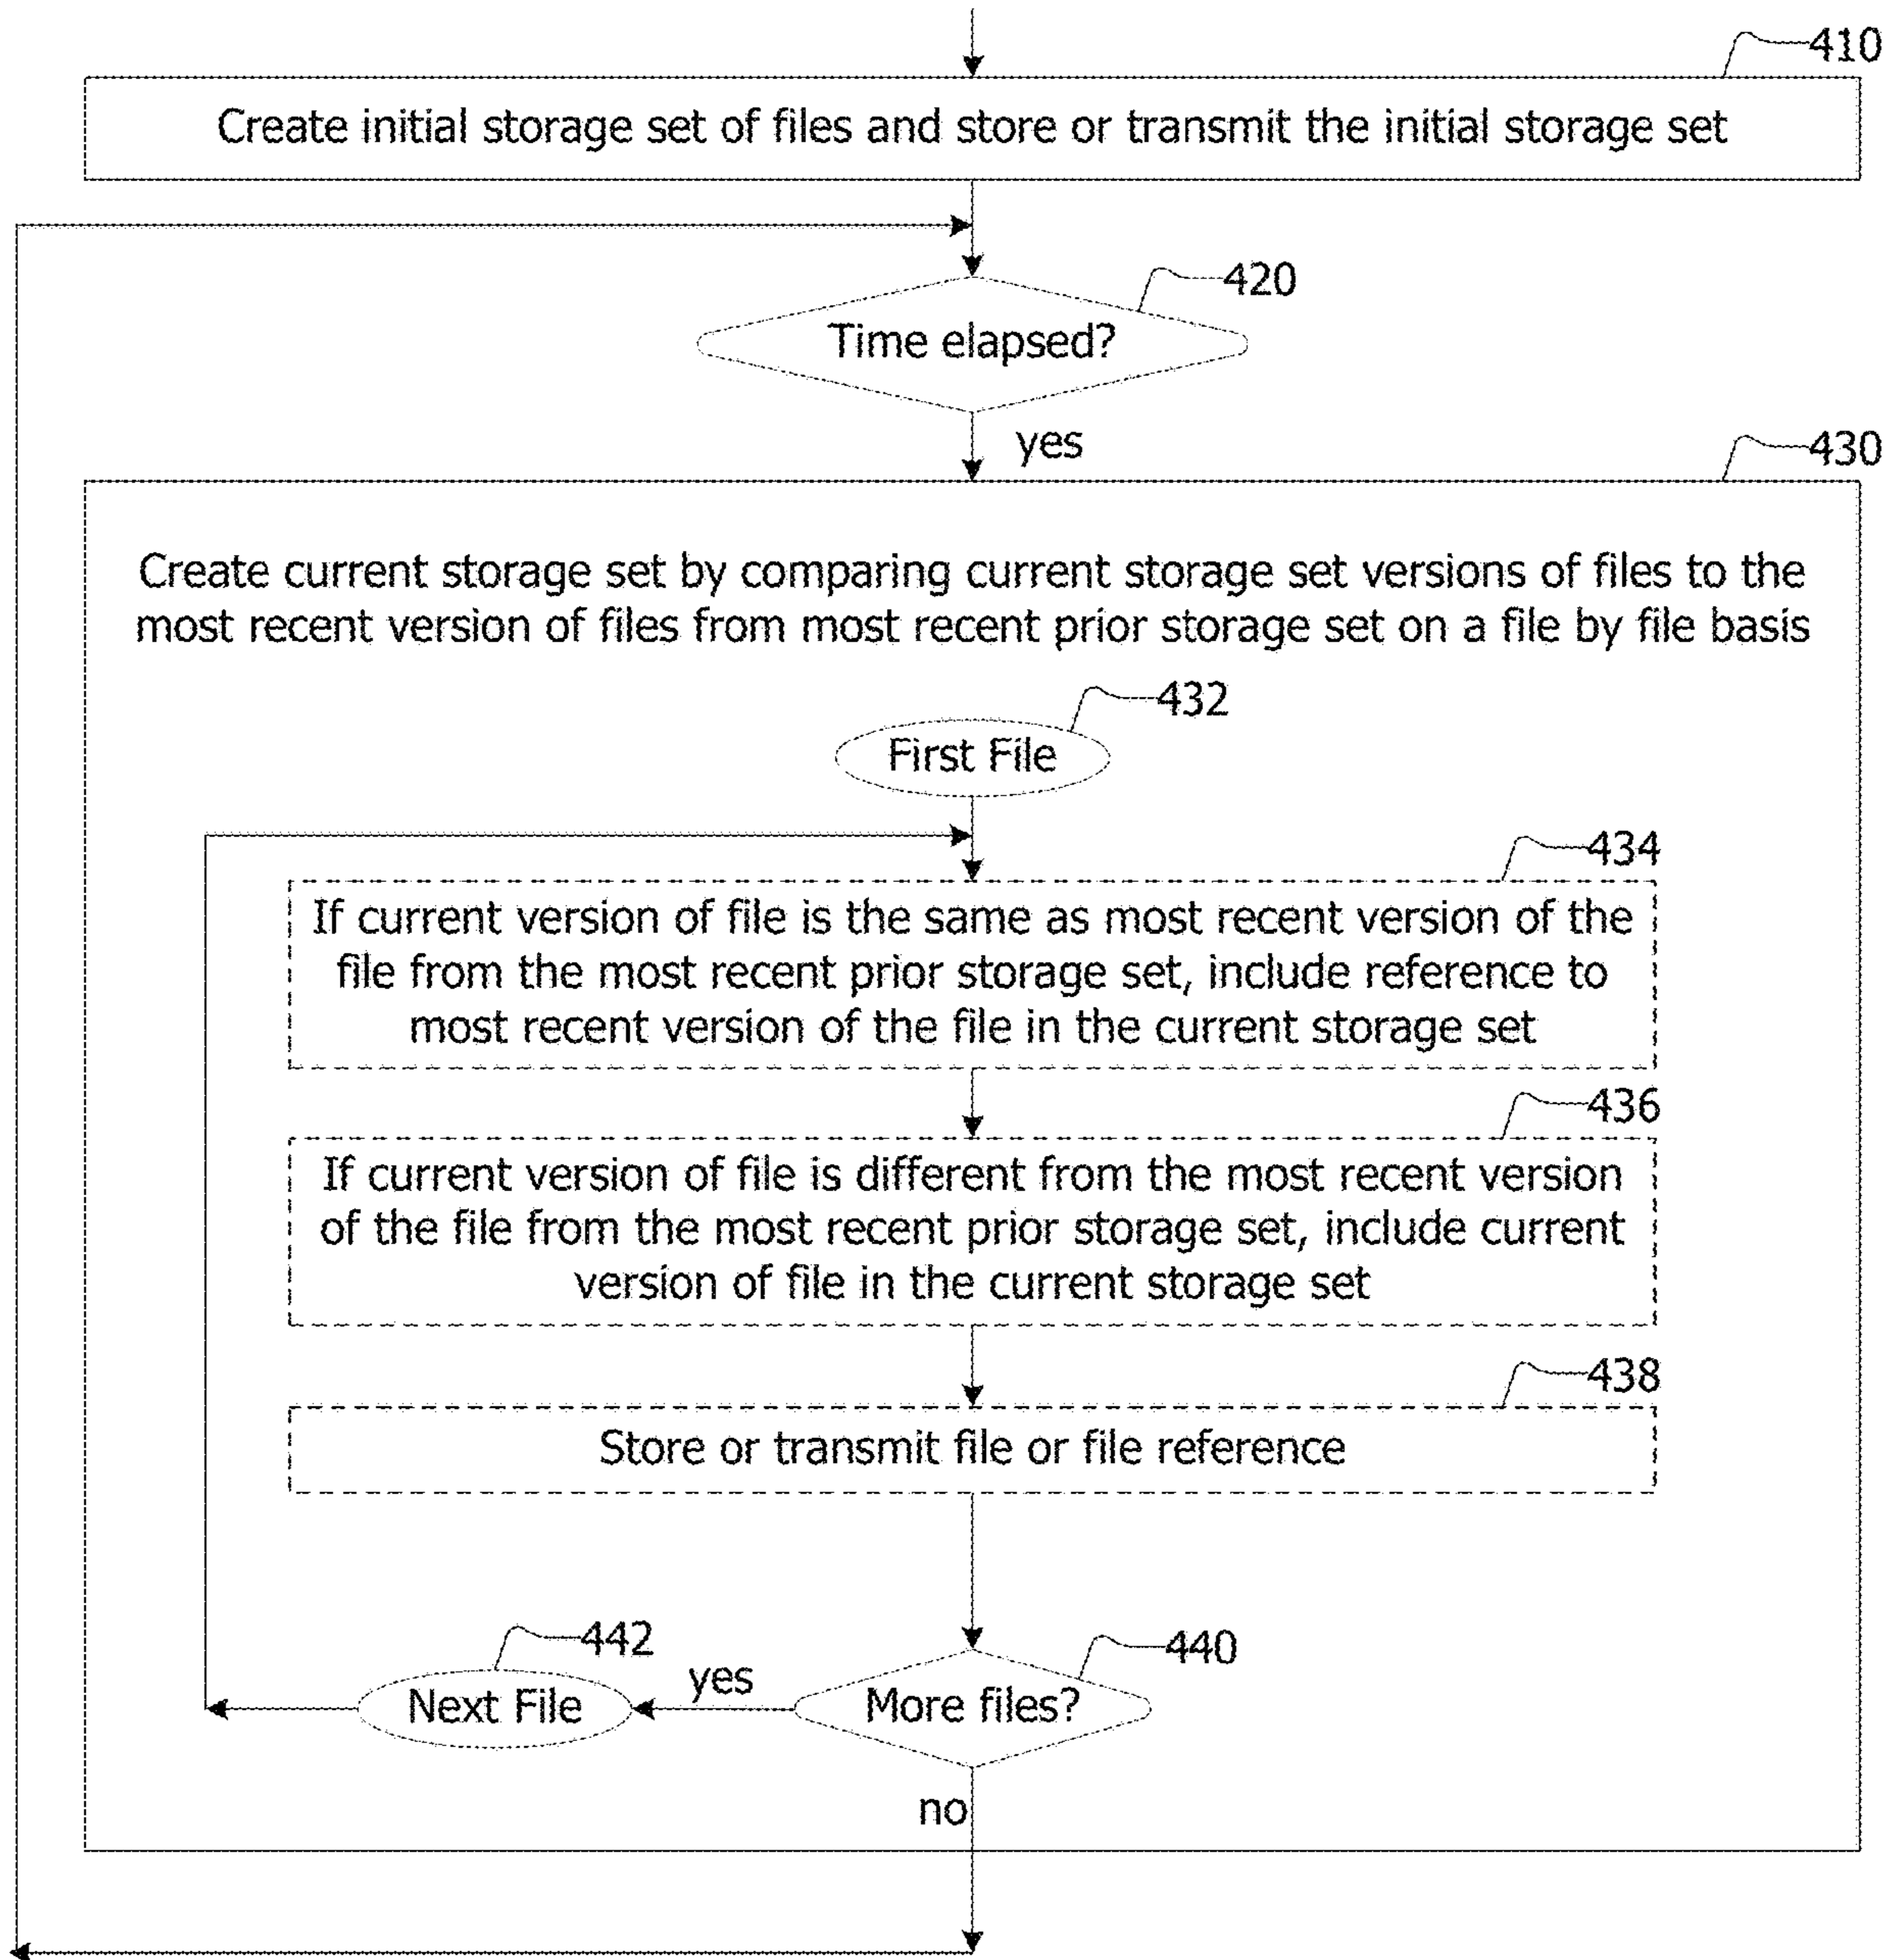 410
Create initial storage set of files and store or transmit the initial storage set
420
Time elapsed?
yes
430
Create current storage set by comparing current storage set versions of files to the
most recent version of files from most recent prior storage set on a file by file basis
432
First File
434
If current version of file is the same as most recent version of the
file from the most recent prior storage set, include reference to
most recent version of the file in the current storage set
436
If current version of file is different from the most recent version
of the file from the most recent prior storage set, include current
version of file in the current storage set
438
Store or transmit file or file reference
442
Next File
yes
440
More files?
no